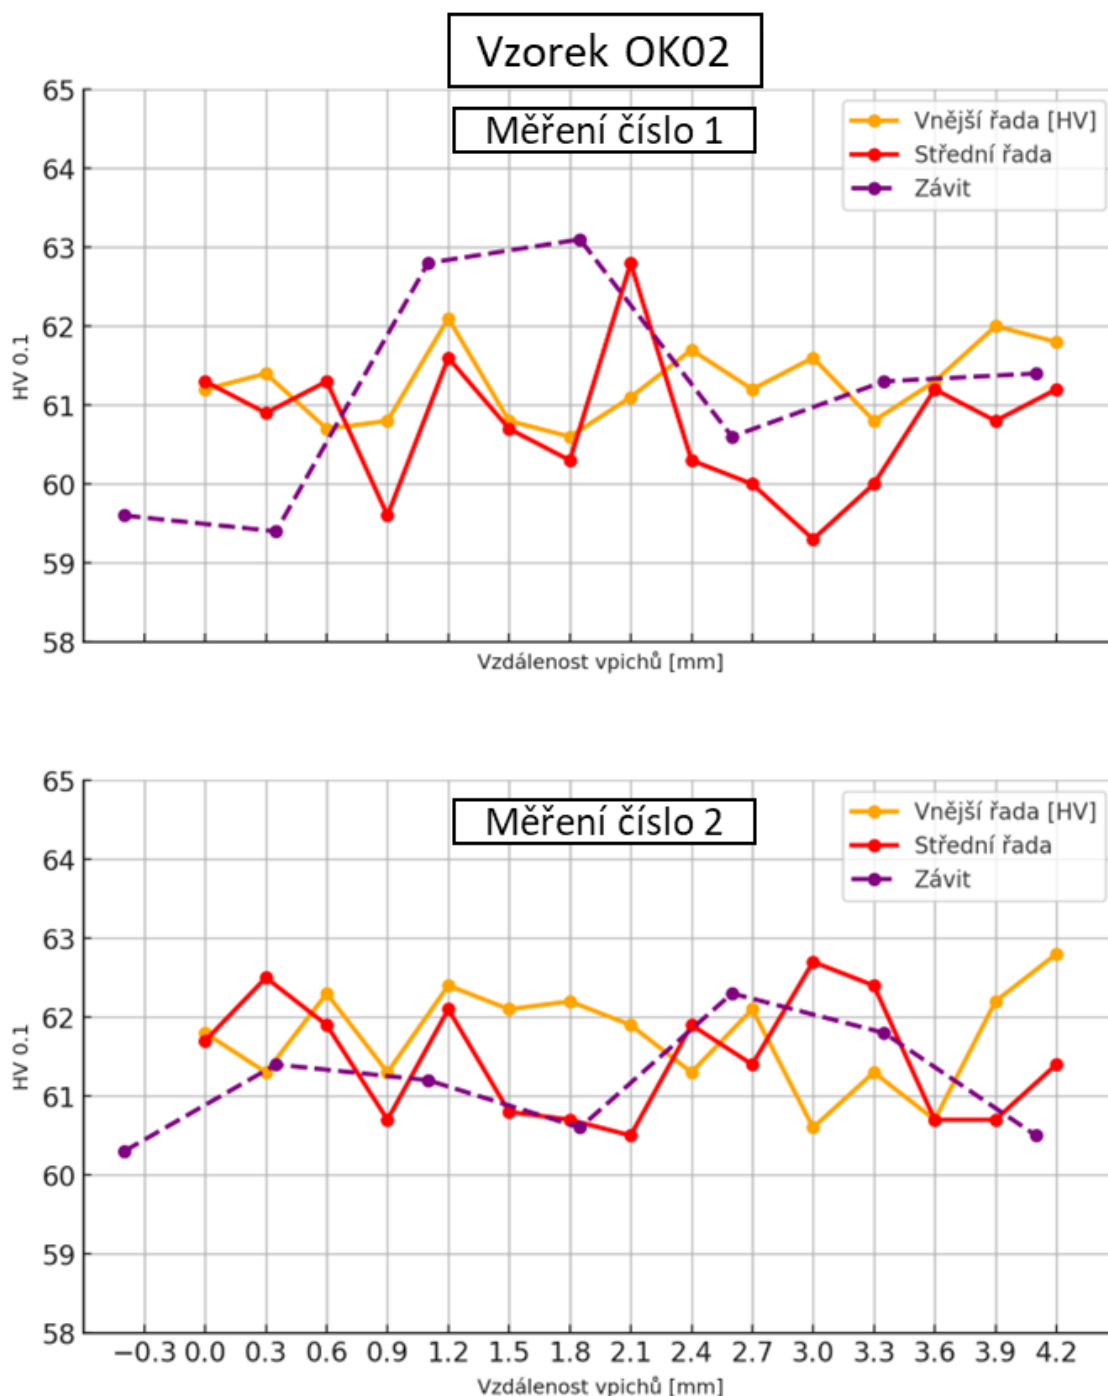 Vzorek OK02
Měření číslo 1
Vnější řada [HV]
Střední řada
Závit
65
64
63
62
61
60
59
58
HV 0.1
Vzdálenost vpichů [mm]
Měření číslo 2
Vnější řada [HV]
Střední řada
Závit
65
64
63
62
61
60
59
58
HV 0.1
−0.3 0.0 0.3 0.6 0.9 1.2 1.5 1.8 2.1 2.4 2.7 3.0 3.3 3.6 3.9 4.2
Vzdálenost vpichů [mm]